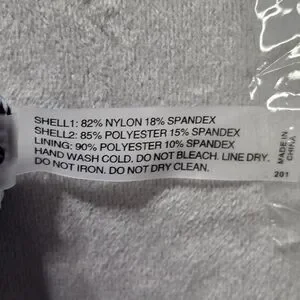 SHELL1: 82% NYLON 18% SPANDEX
SHELL2: 85% POLYESTER 15% SPANDEX
LINING: 90% POLYESTER 10% SPANDEX
HAND WASH COLD. DO NOT BLEACH. LINE DRY.
DO NOT IRON. DO NOT DRY CLEAN.
MADE IN
CHINA
201